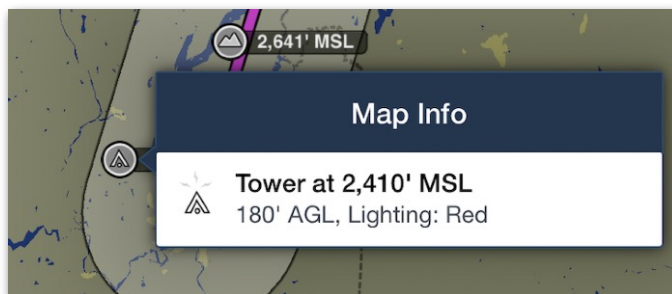 2,641' MSL
Map Info
Tower at 2,410' MSL
180' AGL, Lighting: Red